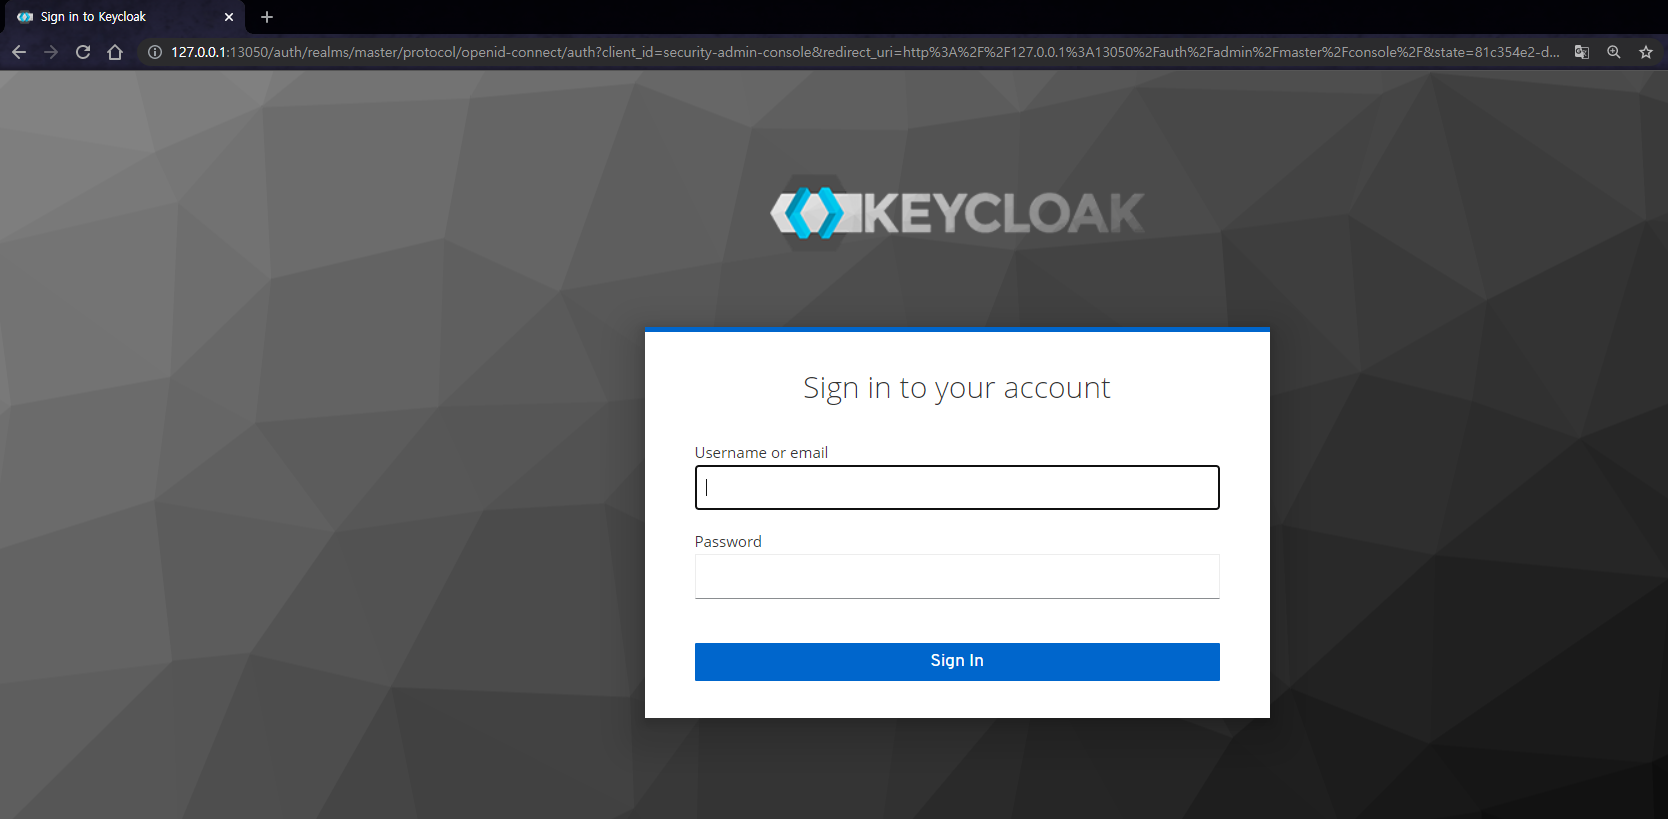 Sign in to Keycloak
127.0.0.1:13050/auth/realms/master/protocol/openid-connect/auth?client_id=security-admin-console&redirect_uri=http%3A%2F%2F127.0.0.1%3A13050%2Fauth%2Fadmin%2Fmaster%2Fconsole%2F&state=81c354e2-d...
KEYCLOAK
Sign in to your account
Username or email
Password
Sign In